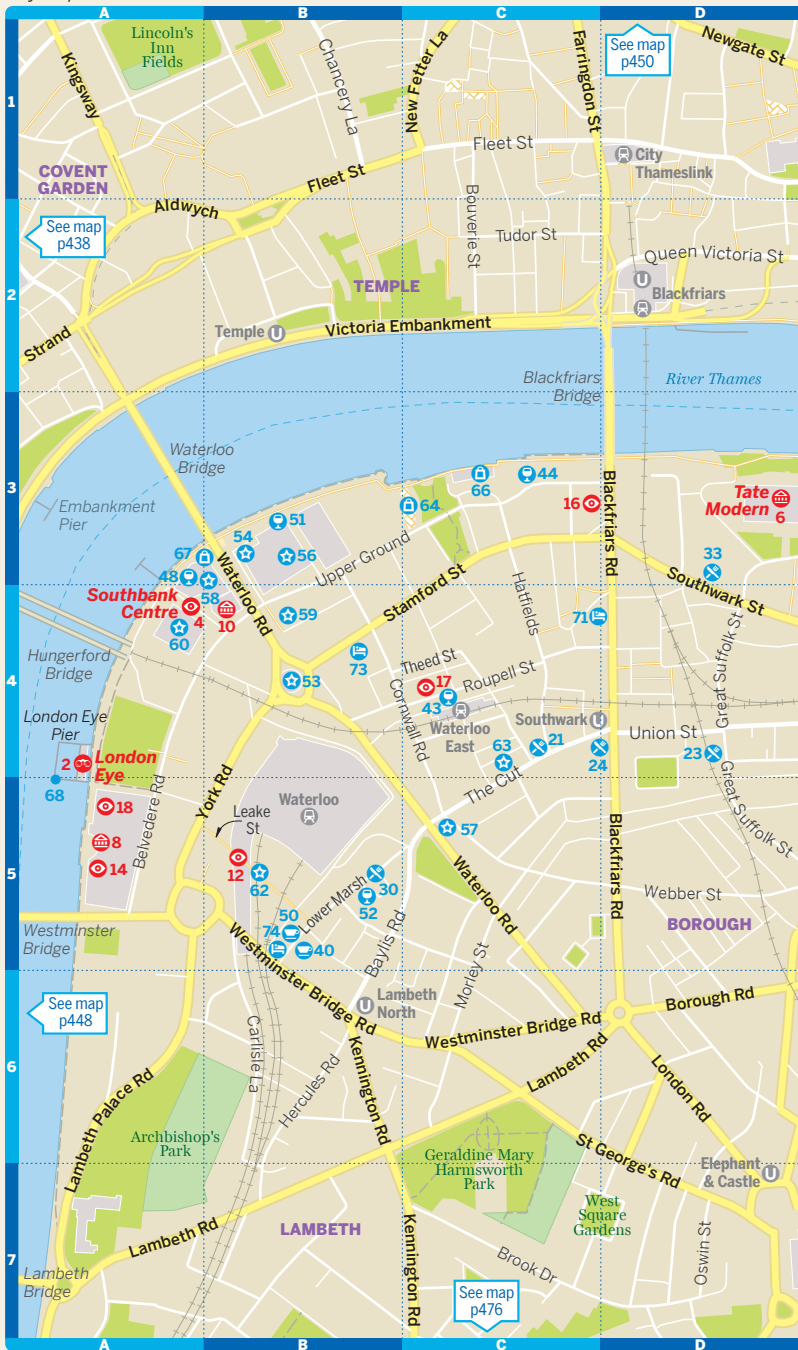 A
B
C
D
1
Lincoln's
Inn
Fields
Kingsway
Chancery La
New Fetter La
Farringdon St
See map
p450
Newgate St
Fleet St
City
Thameslink
COVENT
GARDEN
Fleet St
Aldwych
Bouverie St
See map
p438
Tudor St
Queen Victoria St
2
TEMPLE
U
Blackfriars
Temple U
Victoria Embankment
Strand
Blackfriars
Bridge
River Thames
Waterloo
Bridge
3
66
44
16
Blackfriars Rd
Tate
Modern
6
Embankment
Pier
64
51
54
56
Upper Ground
67
48
58
Waterloo Rd
Stamford St
33
Southwark St
Southbank
Centre
4
10
59
Hatfields
71
60
Great Suffolk St
Hungerford
Bridge
73
Theed St
4
53
17
Roupell St
43
Cornwall Rd
Waterloo
East
Southwark U
London Eye
Pier
63
21
24
Union St
23
2
London
Eye
68
York Rd
The Cut
Great Suffolk St
18
Belvedere Rd
Leake
St
Waterloo
57
Blackfriars Rd
8
5
14
12
62
Lower Marsh
30
52
Waterloo Rd
Webber St
BOROUGH
Westminster
Bridge
50
74
40
Baylis Rd
Westminster Bridge Rd
Morley St
See map
p448
U Lambeth
North
Borough Rd
Carlisle La
Westminster Bridge Rd
6
Hercules Rd
Kennington Rd
Lambeth Rd
London Rd
Lambeth Palace Rd
Archbishop's
Park
Geraldine Mary
Harmsworth
Park
St George's Rd
Elephant
& Castle U
LAMBETH
West
Square
Gardens
Lambeth Rd
Kennington Rd
Oswin St
7
Brook Dr
Lambeth
Bridge
See map
p476
A
B
C
D